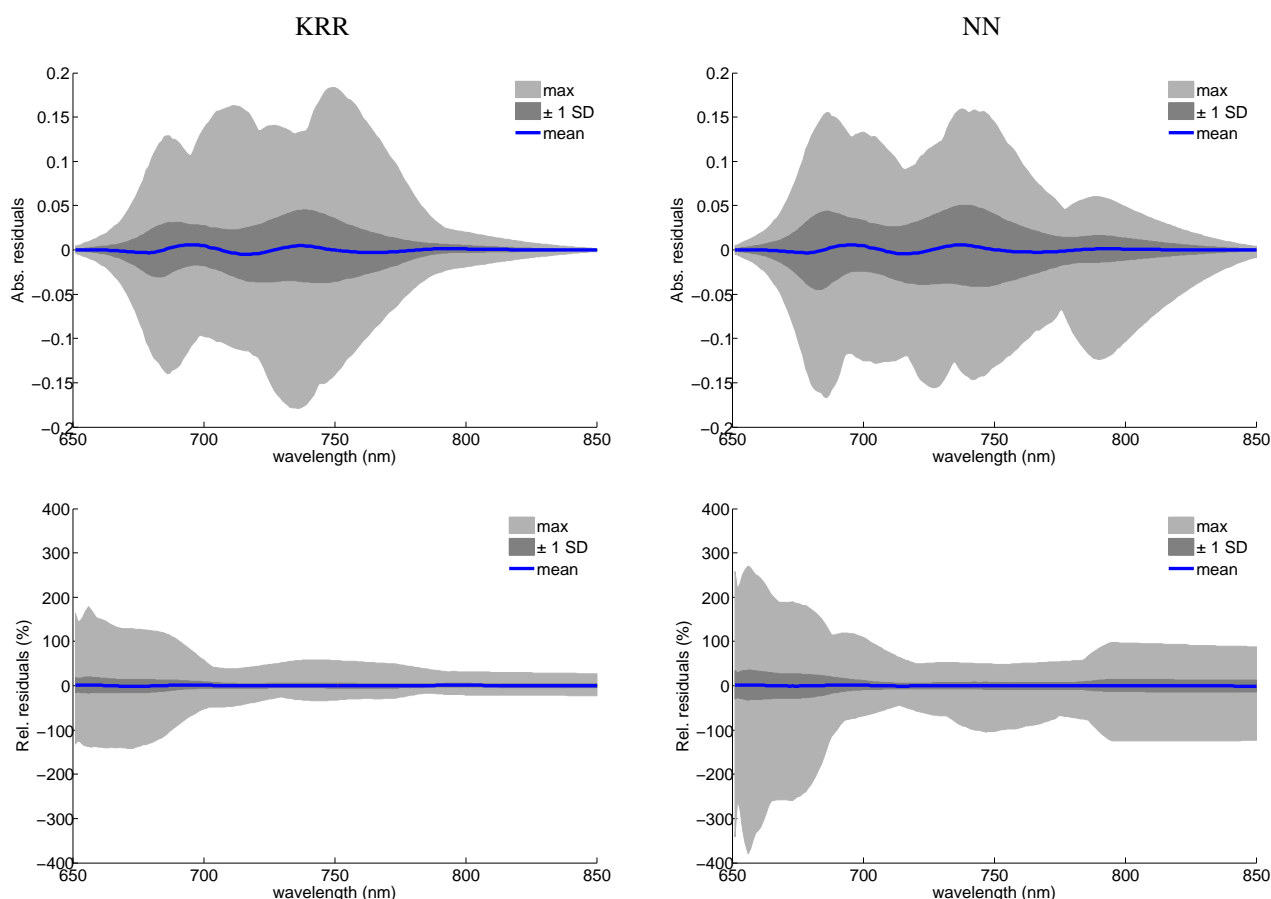 KRR
NN
0.2
0.15
0.1
0.05
0
−0.05
−0.1
−0.15
−0.2
Abs. residuals
max
± 1 SD
mean
650
700
750
800
850
wavelength (nm)
0.2
0.15
0.1
0.05
0
−0.05
−0.1
−0.15
−0.2
Abs. residuals
max
± 1 SD
mean
650
700
750
800
850
wavelength (nm)
400
300
200
100
0
−100
−200
−300
−400
Rel. residuals (%)
max
± 1 SD
mean
650
700
750
800
850
wavelength (nm)
400
300
200
100
0
−100
−200
−300
−400
Rel. residuals (%)
max
± 1 SD
mean
650
700
750
800
850
wavelength (nm)